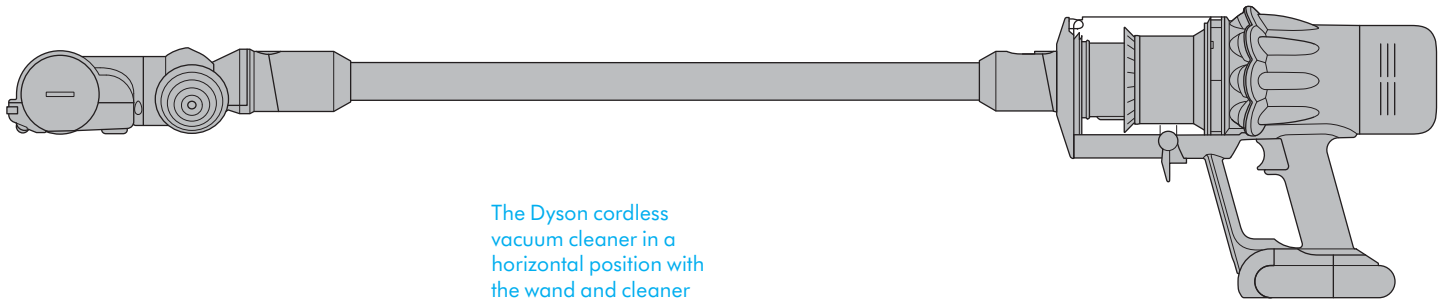 The Dyson cordless
vacuum cleaner in a
horizontal position with
the wand and cleaner